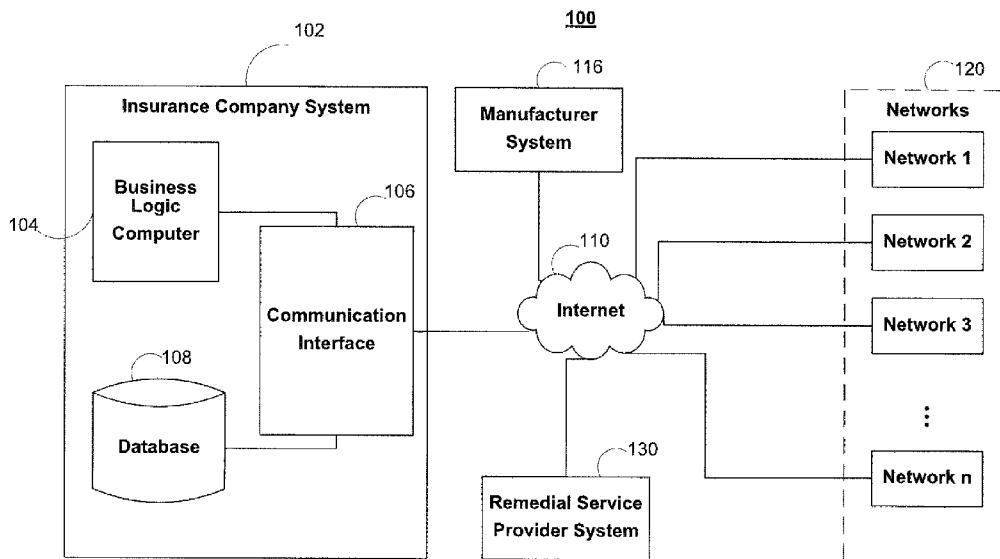 100
102
Insurance Company System
Business
Logic
Computer
104
106
Communication
Interface
108
Database
116
Manufacturer
System
110
Internet
130
Remedial Service
Provider System
120
Networks
Network 1
Network 2
Network 3
⋮
Network n